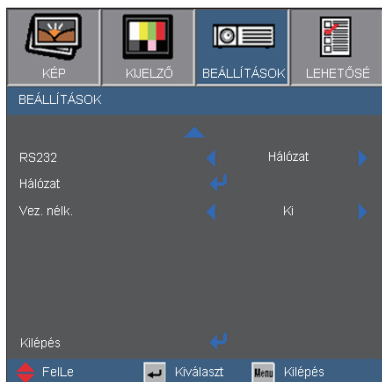 KÉP KIJELZŐ BEÁLLÍTÁSOK LEHETŐSÉ
BEÁLLÍTÁSOK
RS232 Hálózat
Hálózat
Vez. nélk. Ki
Kilépés
FelLe Kiválaszt Menu Kilépés